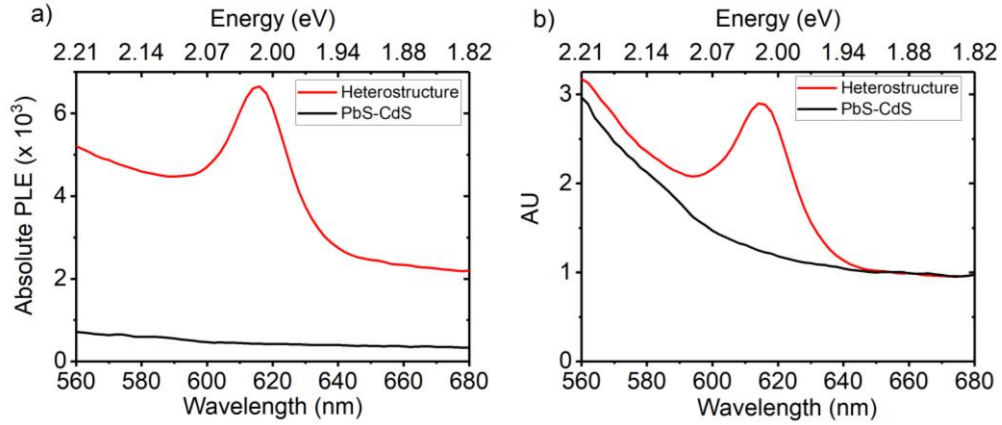 a)
Energy (eV)
2.21 2.14 2.07 2.00 1.94 1.88 1.82
Absolute PLE (x 10³)
6
4
2
0
Heterostructure
PbS-CdS
560 580 600 620 640 660 680
Wavelength (nm)
b)
Energy (eV)
2.21 2.14 2.07 2.00 1.94 1.88 1.82
AU
3
2
1
0
Heterostructure
PbS-CdS
560 580 600 620 640 660 680
Wavelength (nm)